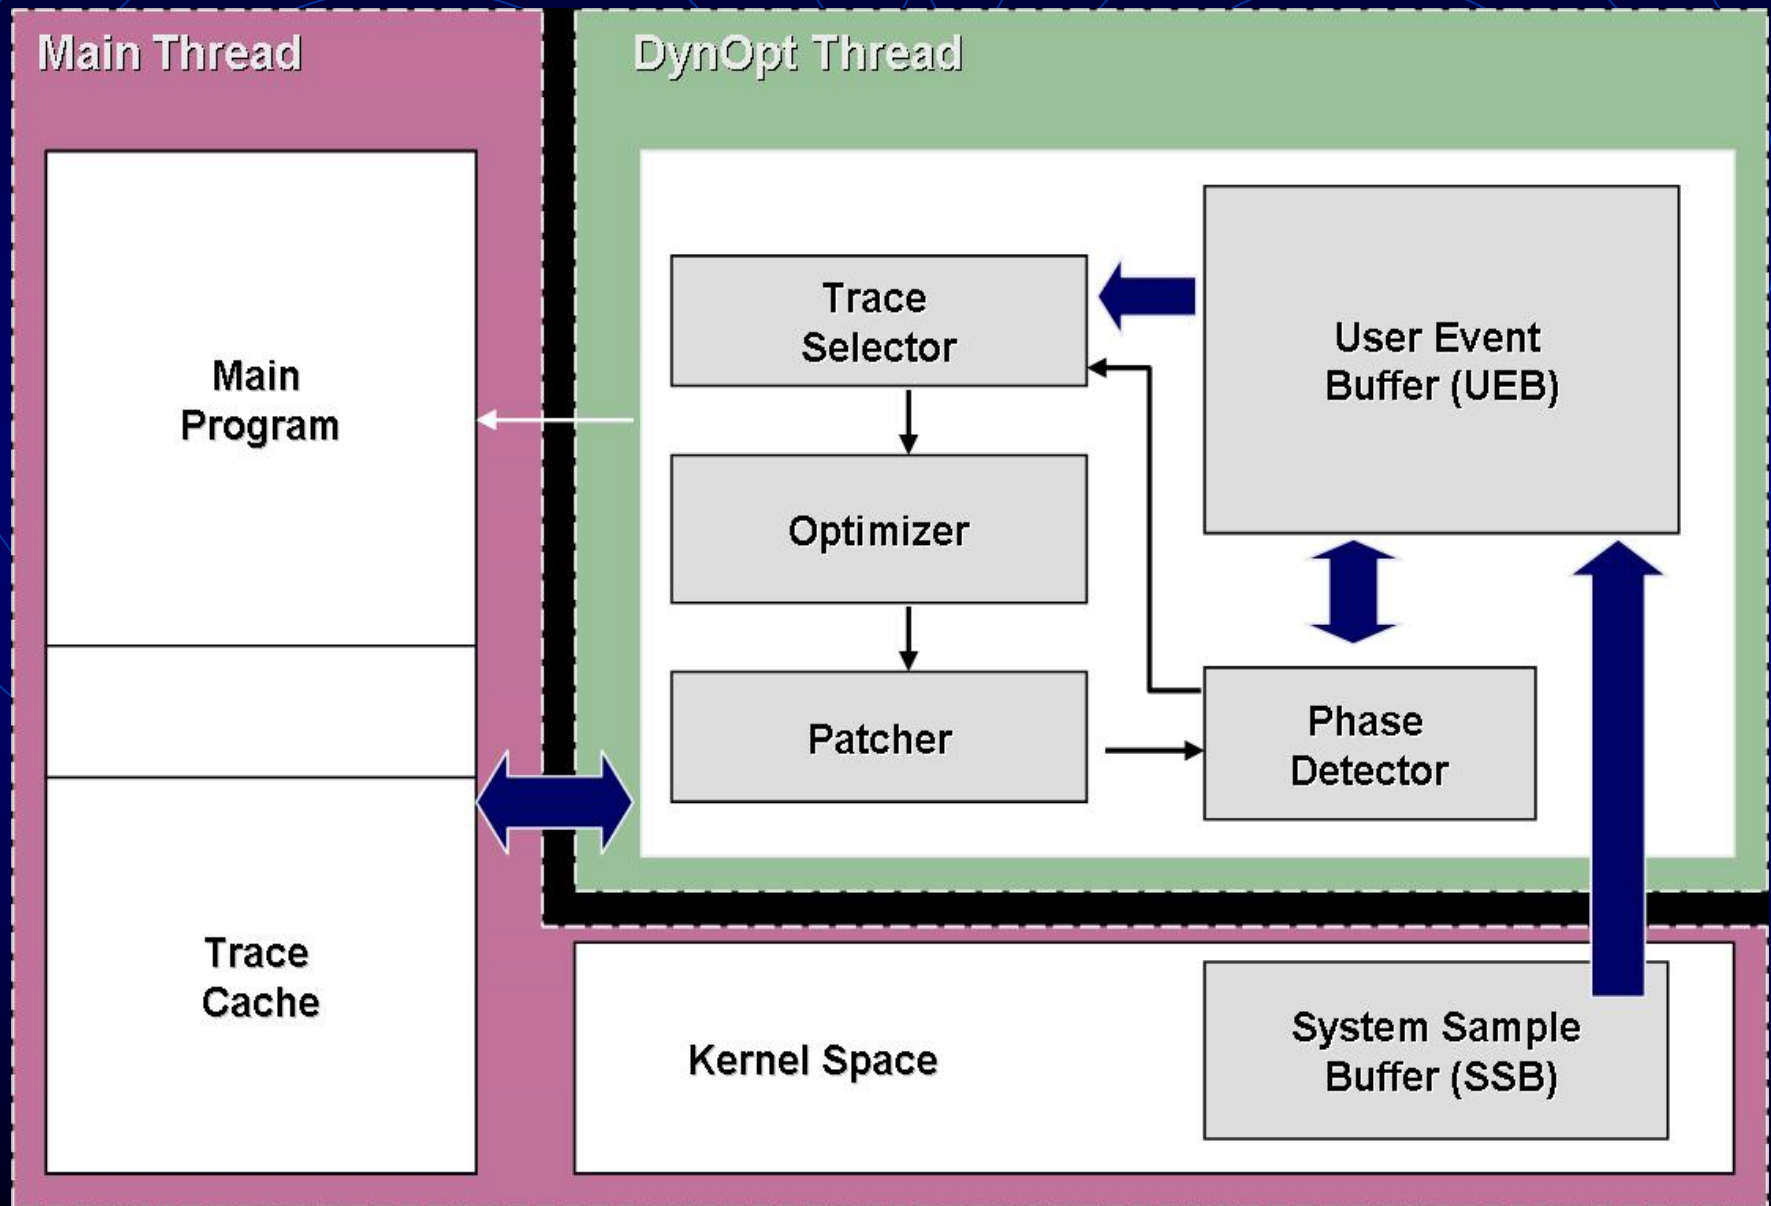 Main Thread
DynOpt Thread
Main
Program
Trace
Selector
User Event
Buffer (UEB)
Optimizer
Patcher
Phase
Detector
Trace
Cache
Kernel Space
System Sample
Buffer (SSB)